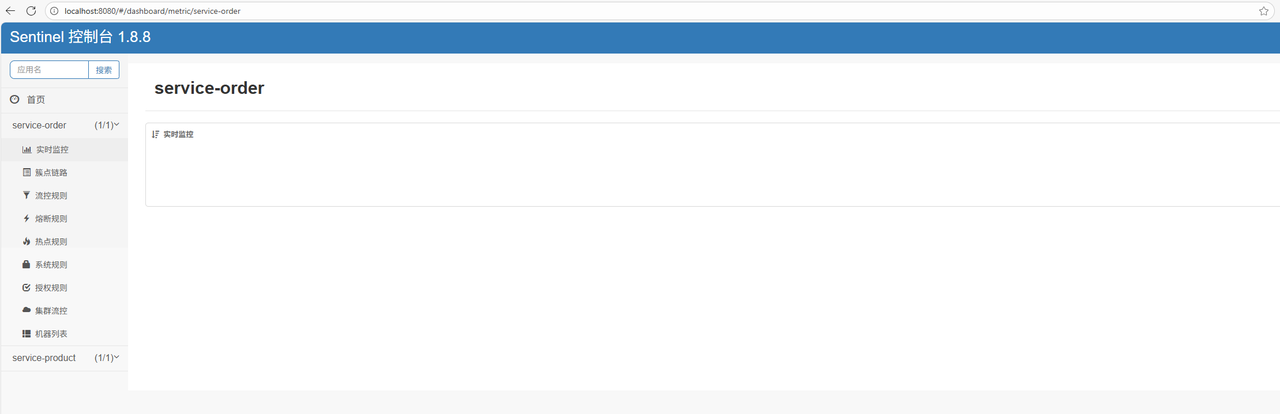 localhost:8080/#/dashboard/metric/service-order
Sentinel 控制台 1.8.8
应用名 搜索
首页
service-order (1/1)
实时监控
簇点链路
流控规则
熔断规则
热点规则
系统规则
授权规则
集群流控
机器列表
service-product (1/1)
service-order
实时监控